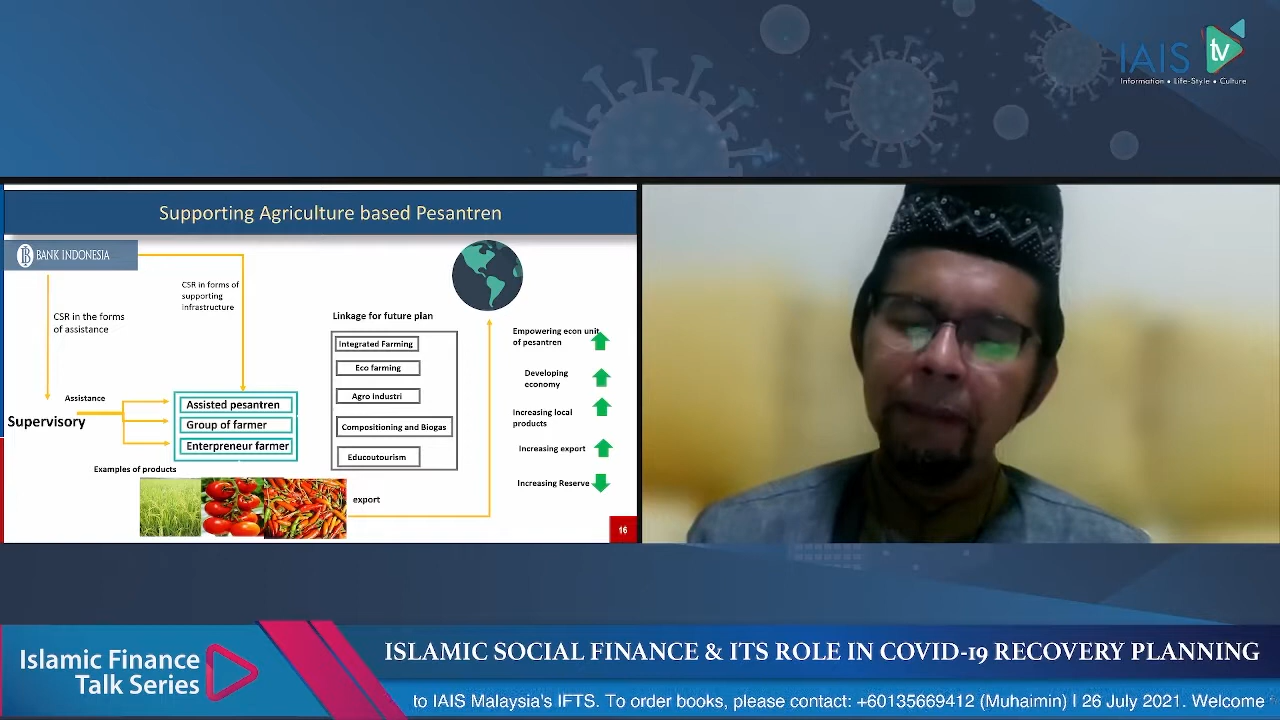 IAIS tv
Information • Life-Style • Culture
Supporting Agriculture based Pesantren
BANK INDONESIA
CSR in the forms
of assistance
CSR in forms of
supporting
infrastructure
Assistance
Supervisory
Assisted pesantren
Group of farmer
Enterpreneur farmer
Examples of products
export
Linkage for future plan
Integrated Farming
Eco farming
Agro Industri
Compositioning and Biogas
Educoutourism
Empowering econ unit
of pesantren
Developing
economy
Increasing local
products
Increasing export
Increasing Reserve
16
Islamic Finance
Talk Series
ISLAMIC SOCIAL FINANCE & ITS ROLE IN COVID-19 RECOVERY PLANNING
to IAIS Malaysia's IFTS. To order books, please contact: +60135669412 (Muhaimin) I 26 July 2021. Welcome